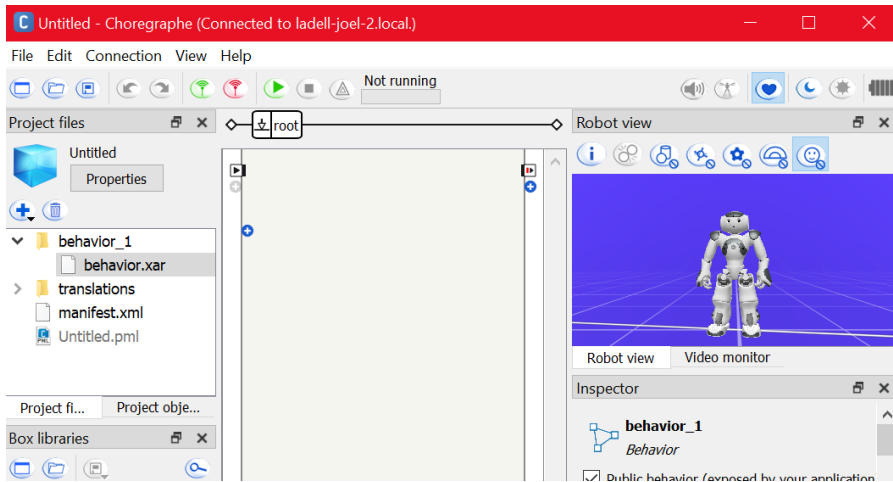 Untitled - Choregraphe (Connected to ladell-joel-2.local.)
File Edit Connection View Help
Not running
Project files
root
Robot view
Untitled
Properties
behavior_1
behavior.xar
translations
manifest.xml
Untitled.pml
Robot view Video monitor
Project fi... Project obje...
Inspector
Box libraries
behavior_1
Behavior
Public behavior (exposed by your application